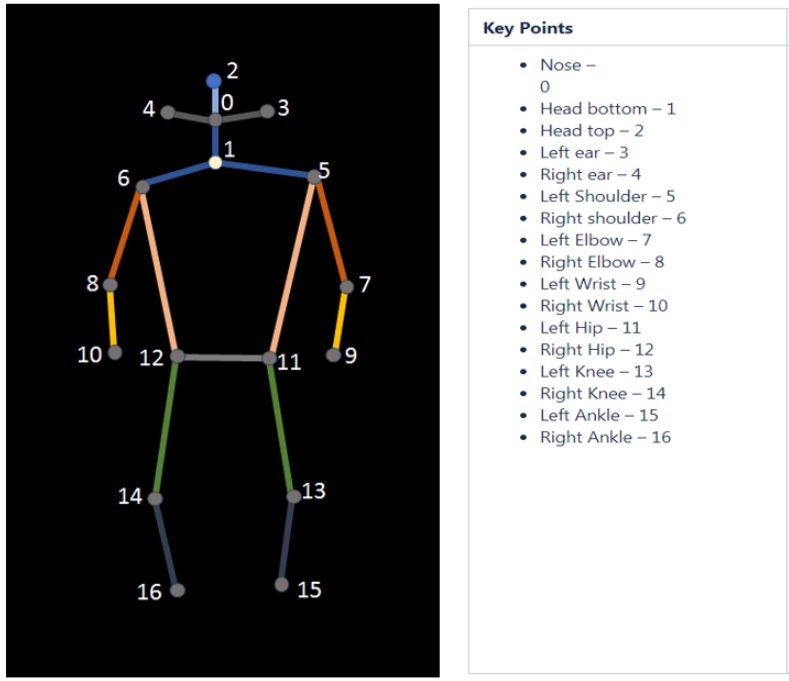 2
4
0
3
1
6
5
8
7
10
12
11
9
14
13
16
15
Key Points
• Nose –
0
• Head bottom – 1
• Head top – 2
• Left ear – 3
• Right ear – 4
• Left Shoulder – 5
• Right shoulder – 6
• Left Elbow – 7
• Right Elbow – 8
• Left Wrist – 9
• Right Wrist – 10
• Left Hip – 11
• Right Hip – 12
• Left Knee – 13
• Right Knee – 14
• Left Ankle – 15
• Right Ankle – 16